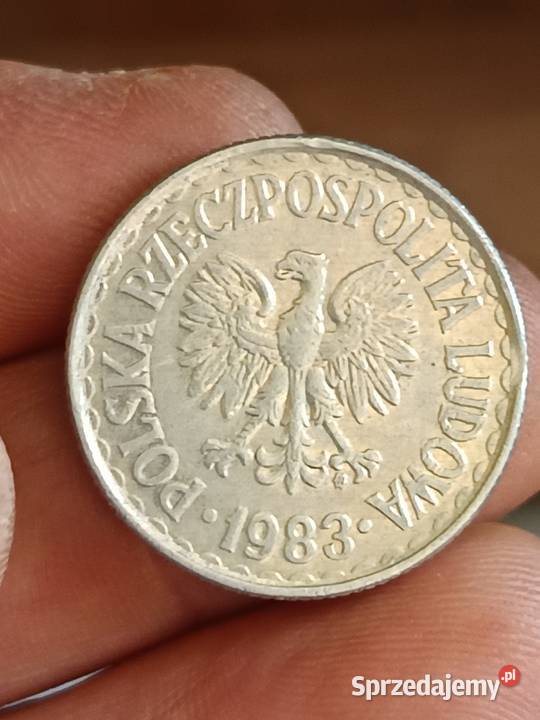 POLSKA RZECZPOSPOLITA LUDOWA
· 1983 ·
Sprzedajemy.pl